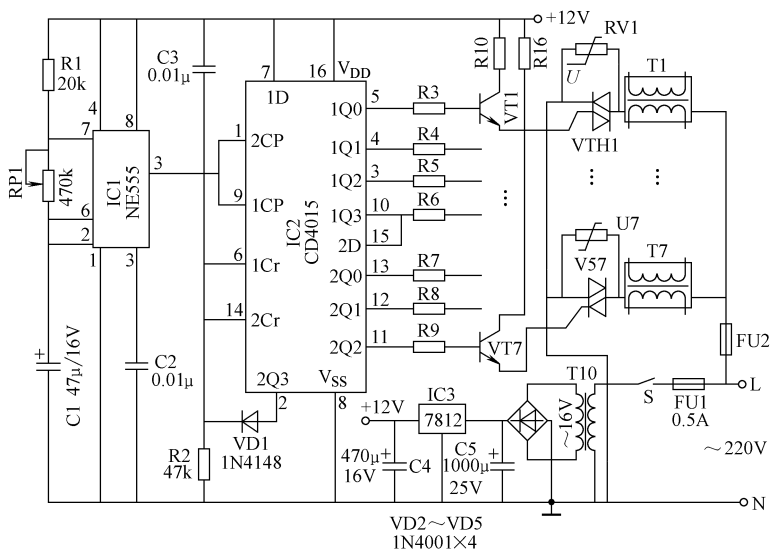 +12V
R1
20k
C3
0.01μ
R10
R16
RV1
U
T1
4
8
7
16
V_DD
1D
5
1Q0
R3
VT1
VTH1
7
RP1
470k
IC1
NE555
3
1
2CP
1Q1
4
R4
1Q2
3
R5
9
1CP
IC2
CD4015
1Q3
10
R6
2D
15
6
2
1
3
6
1Cr
2Q0
13
R7
14
2Cr
2Q1
12
R8
2Q2
11
R9
VT7
U7
V57
T7
FU2
C1 47μ/16V
C2
0.01μ
2Q3
2
V_SS
8
VD1
1N4148
R2
47k
+12V
IC3
7812
T10
~16V
S
FU1
0.5A
L
470μ
16V
C4
C5
1000μ
25V
~220V
N
VD2~VD5
1N4001×4